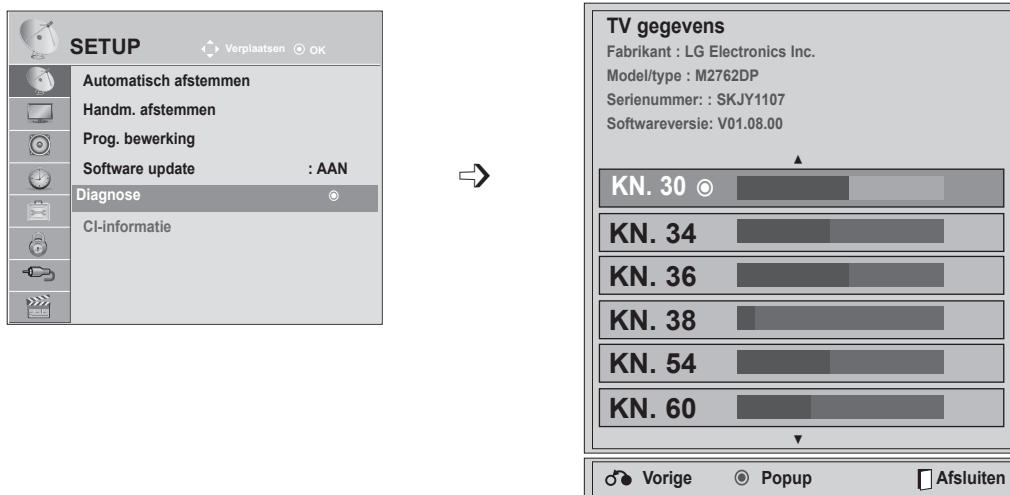 SETUP
Verplaatsen OK
Automatisch afstemmen
Handm. afstemmen
Prog. bewerking
Software update : AAN
Diagnose
CI-informatie
TV gegevens
Fabrikant : LG Electronics Inc.
Model/type : M2762DP
Serienummer: : SKJY1107
Softwareversie: V01.08.00
KN. 30
KN. 34
KN. 36
KN. 38
KN. 54
KN. 60
Vorige Popup Afsluiten